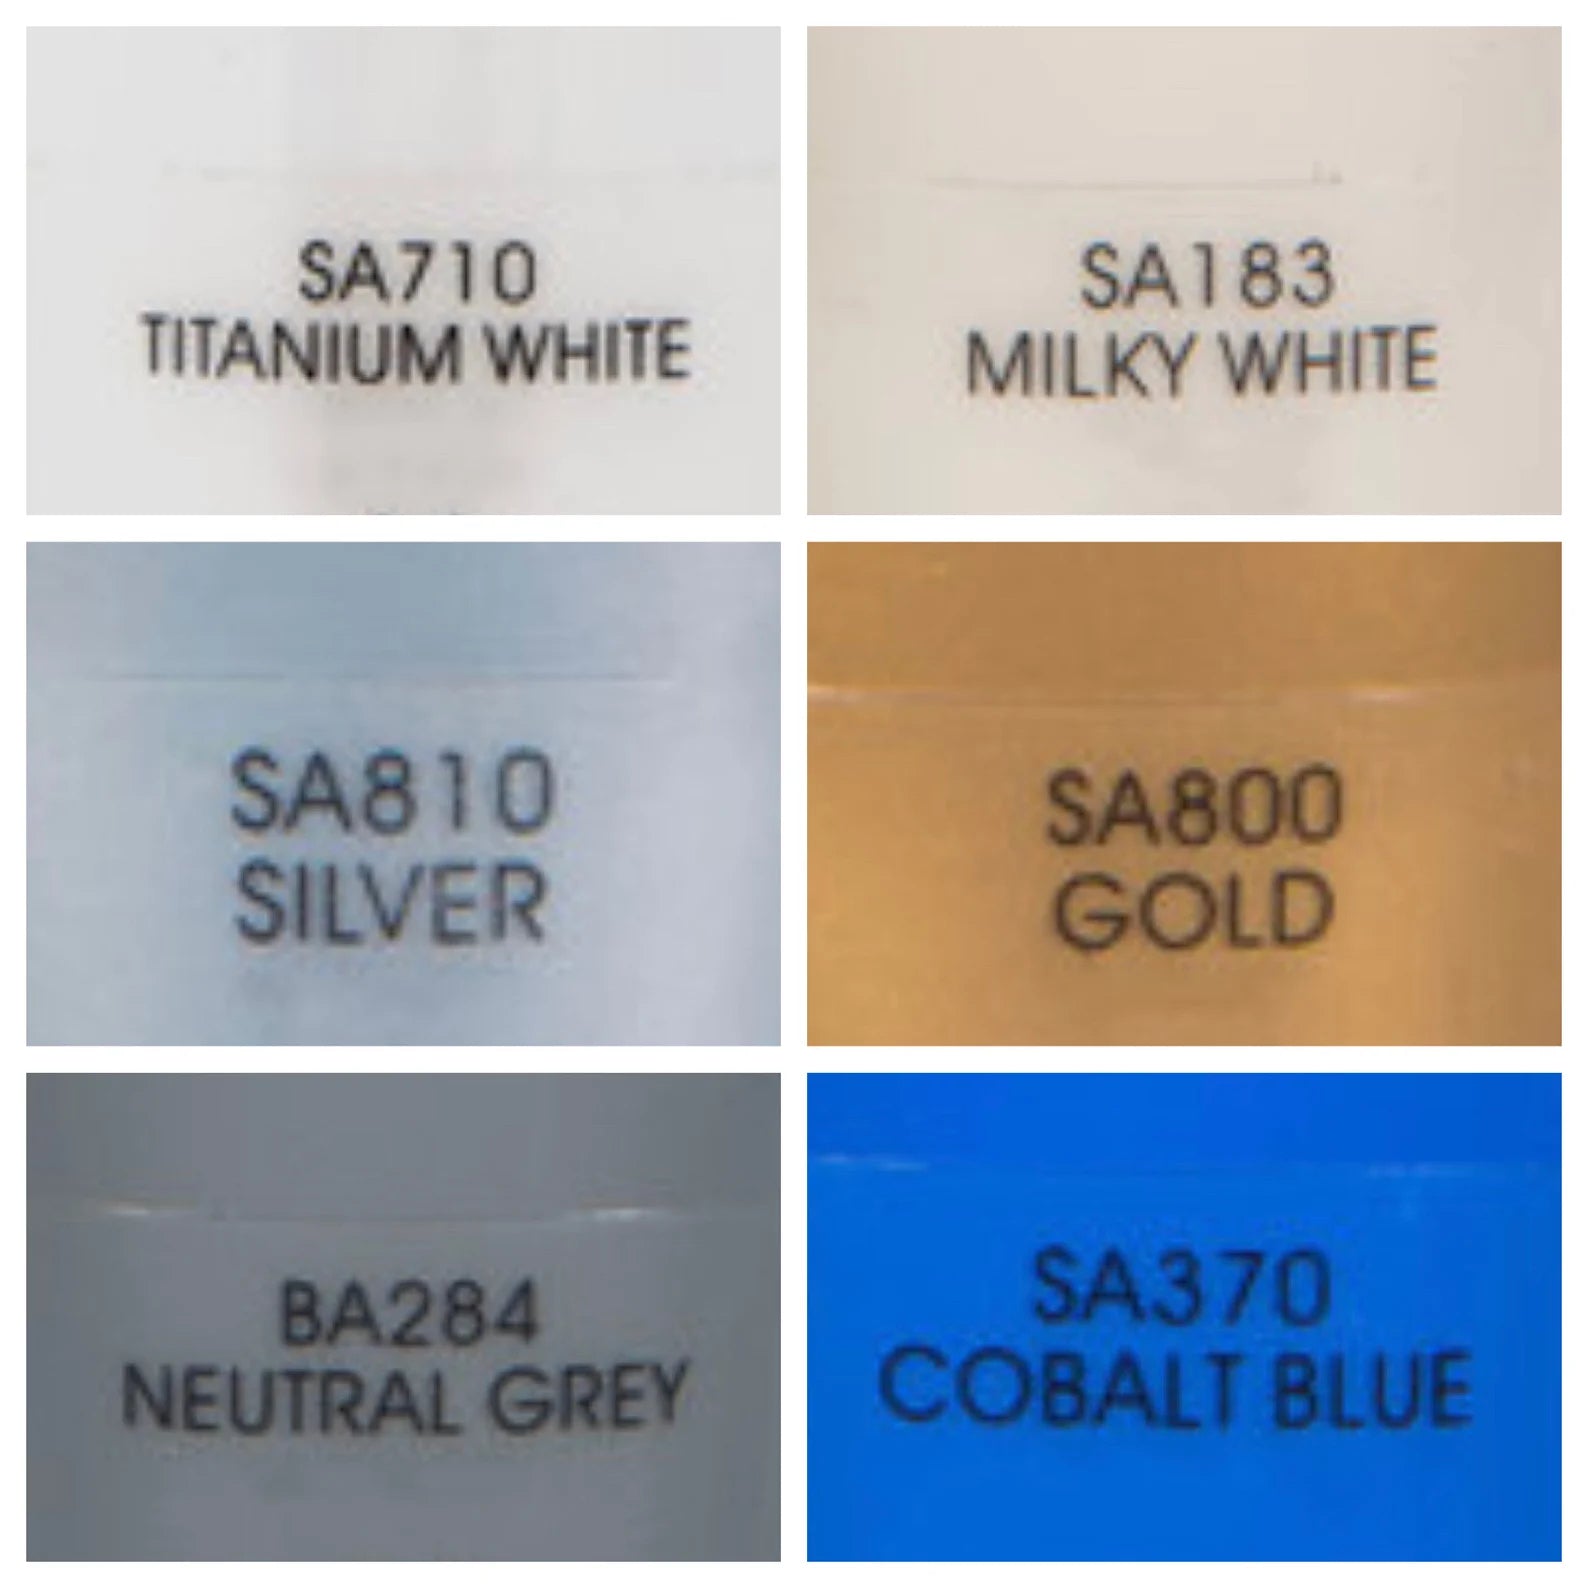 SA710
TITANIUM WHITE
SA183
MILKY WHITE
SA810
SILVER
SA800
GOLD
BA284
NEUTRAL GREY
SA370
COBALT BLUE